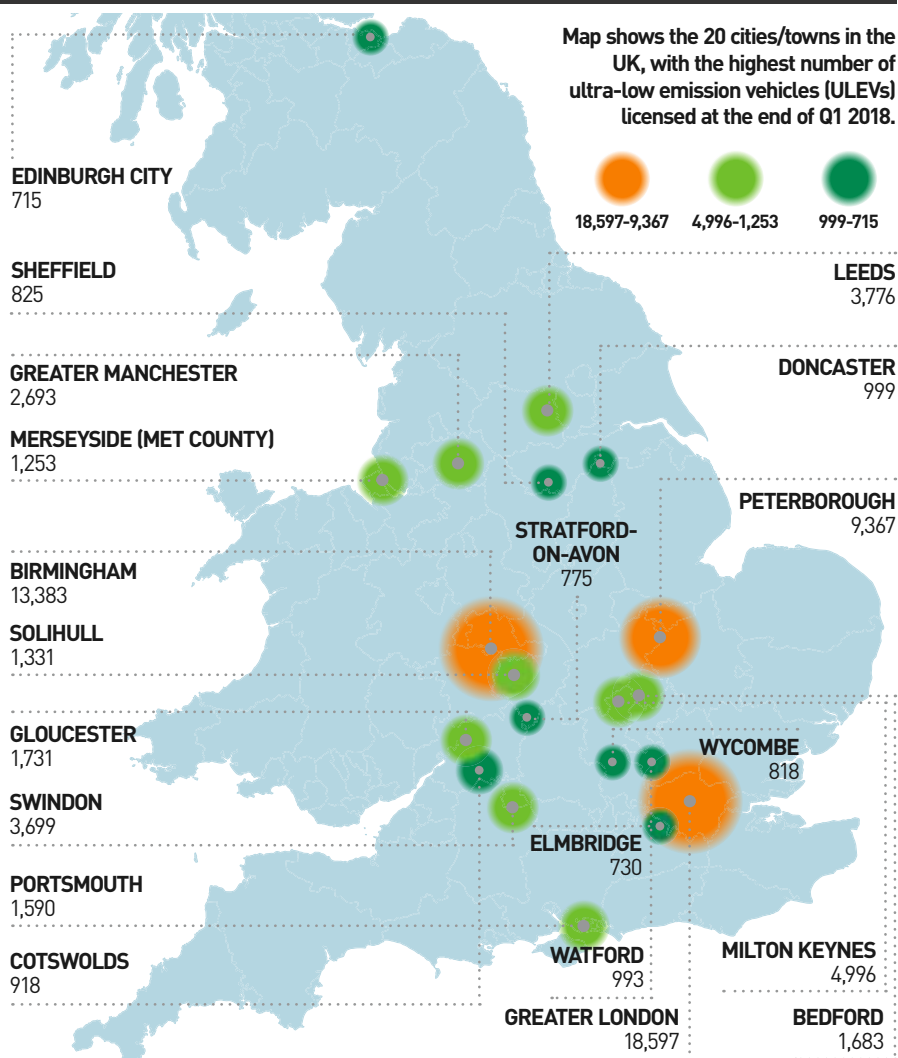 Map shows the 20 cities/towns in the
UK, with the highest number of
ultra-low emission vehicles (ULEVs)
licensed at the end of Q1 2018.
18,597-9,367
4,996-1,253
999-715
EDINBURGH CITY
715
SHEFFIELD
825
LEEDS
3,776
GREATER MANCHESTER
2,693
DONCASTER
999
MERSEYSIDE (MET COUNTY)
1,253
PETERBOROUGH
9,367
STRATFORD-
ON-AVON
775
BIRMINGHAM
13,383
SOLIHULL
1,331
GLOUCESTER
1,731
WYCOMBE
818
SWINDON
3,699
ELMBRIDGE
730
PORTSMOUTH
1,590
WATFORD
993
MILTON KEYNES
4,996
COTSWOLDS
918
GREATER LONDON
18,597
BEDFORD
1,683